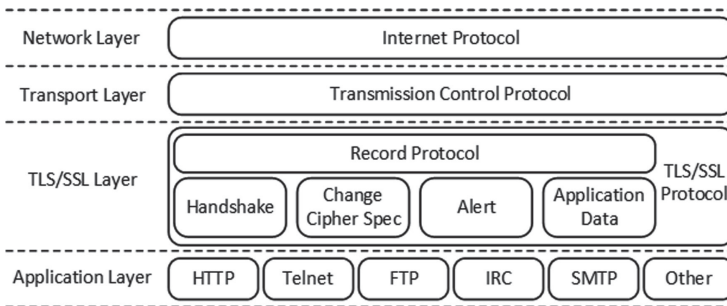 Network Layer
Internet Protocol
Transport Layer
Transmission Control Protocol
TLS/SSL Layer
Record Protocol
Handshake
Change
Cipher Spec
Alert
Application
Data
TLS/SSL
Protocol
Application Layer
HTTP
Telnet
FTP
IRC
SMTP
Other